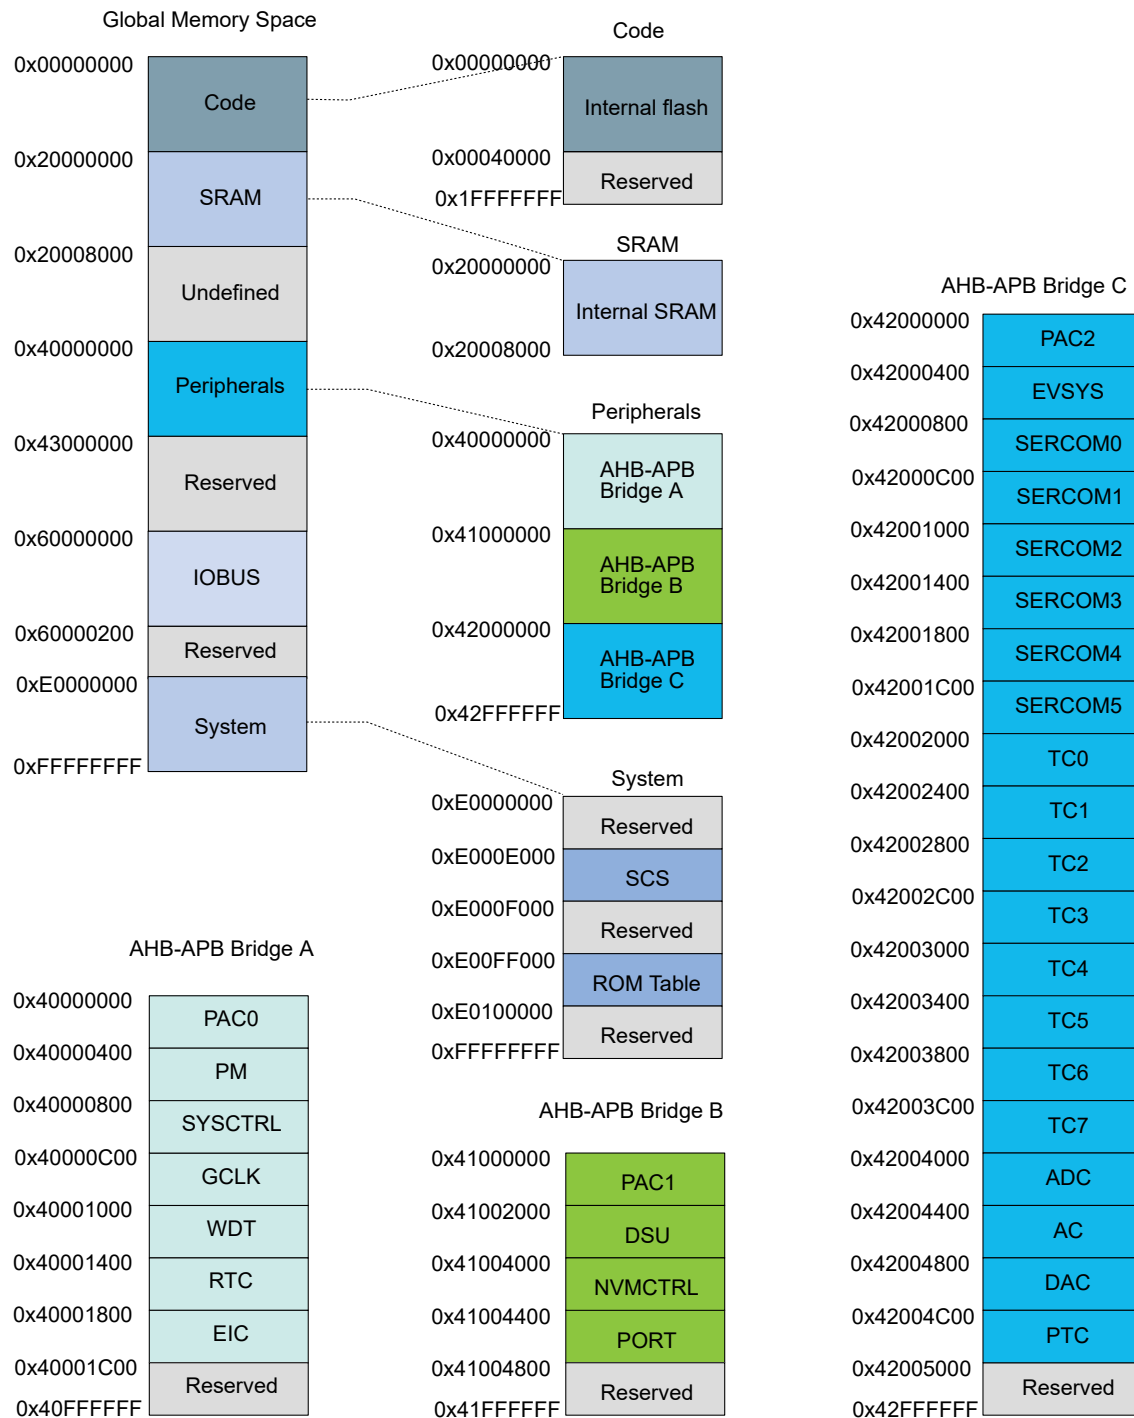 Global Memory Space
0x00000000
Code
0x20000000
SRAM
0x20008000
Undefined
0x40000000
Peripherals
0x43000000
Reserved
0x60000000
IOBUS
0x60000200
Reserved
0xE0000000
System
0xFFFFFFFF
Code
0x00000000
Internal flash
0x00040000
Reserved
0x1FFFFFFF
SRAM
0x20000000
Internal SRAM
0x20008000
Peripherals
0x40000000
AHB-APB
Bridge A
0x41000000
AHB-APB
Bridge B
0x42000000
AHB-APB
Bridge C
0x42FFFFFF
System
0xE0000000
Reserved
0xE000E000
SCS
0xE000F000
Reserved
0xE00FF000
ROM Table
0xE0100000
Reserved
0xFFFFFFFF
AHB-APB Bridge A
0x40000000
PAC0
0x40000400
PM
0x40000800
SYSCTRL
0x40000C00
GCLK
0x40001000
WDT
0x40001400
RTC
0x40001800
EIC
0x40001C00
Reserved
0x40FFFFFF
AHB-APB Bridge B
0x41000000
PAC1
0x41002000
DSU
0x41004000
NVMCTRL
0x41004400
PORT
0x41004800
Reserved
0x41FFFFFF
AHB-APB Bridge C
0x42000000
PAC2
0x42000400
EVSYS
0x42000800
SERCOM0
0x42000C00
SERCOM1
0x42001000
SERCOM2
0x42001400
SERCOM3
0x42001800
SERCOM4
0x42001C00
SERCOM5
0x42002000
TC0
0x42002400
TC1
0x42002800
TC2
0x42002C00
TC3
0x42003000
TC4
0x42003400
TC5
0x42003800
TC6
0x42003C00
TC7
0x42004000
ADC
0x42004400
AC
0x42004800
DAC
0x42004C00
PTC
0x42005000
Reserved
0x42FFFFFF